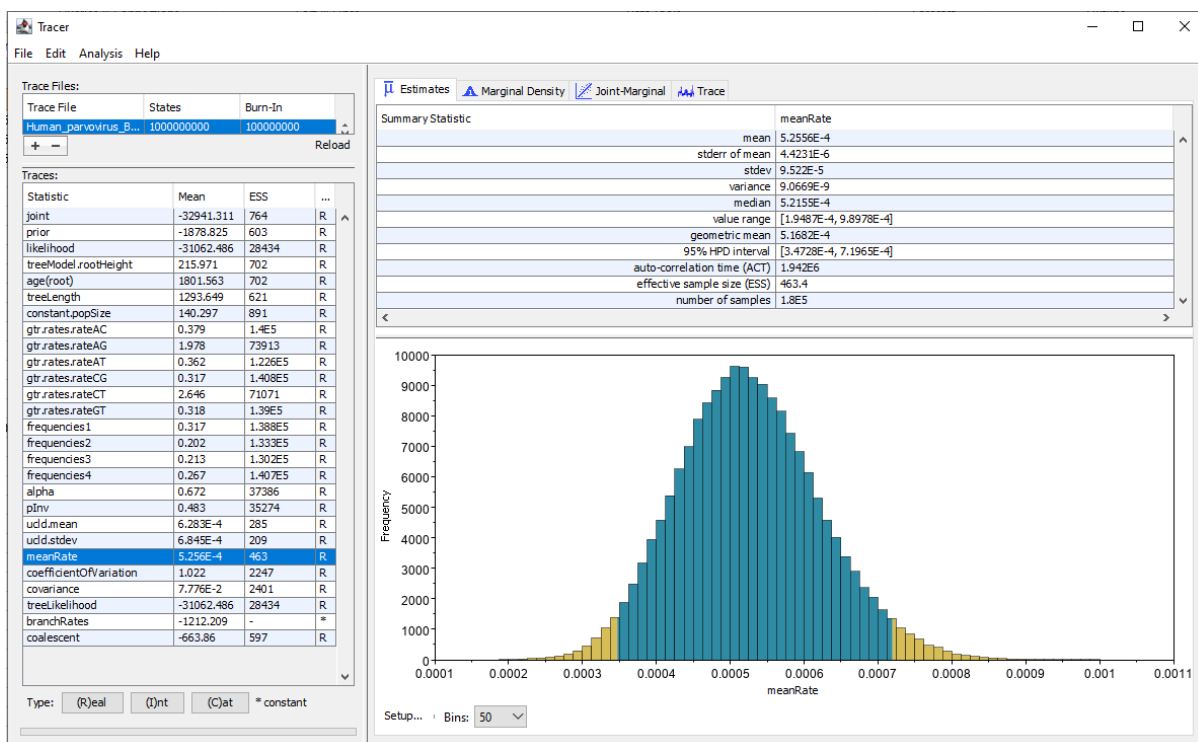 Tracer
File Edit Analysis Help
Trace Files:
Trace File States Burn-In
Human_parvovirus_B... 1000000000 100000000
+ − Reload
Traces:
Statistic Mean ESS ...
joint -32941.311 764 R
prior -1878.825 603 R
likelihood -31062.486 28434 R
treeModel.rootHeight 215.971 702 R
age(root) 1801.563 702 R
treeLength 1293.649 621 R
constant.popSize 140.297 891 R
gtr.rates.rateAC 0.379 1.4E5 R
gtr.rates.rateAG 1.978 73913 R
gtr.rates.rateAT 0.362 1.226E5 R
gtr.rates.rateCG 0.317 1.408E5 R
gtr.rates.rateCT 2.646 71071 R
gtr.rates.rateGT 0.318 1.39E5 R
frequencies1 0.317 1.388E5 R
frequencies2 0.202 1.333E5 R
frequencies3 0.213 1.302E5 R
frequencies4 0.267 1.407E5 R
alpha 0.672 37386 R
pInv 0.483 35274 R
ucld.mean 6.283E-4 285 R
ucld.stdev 6.845E-4 209 R
meanRate 5.256E-4 463 R
coefficientOfVariation 1.022 2247 R
covariance 7.776E-2 2401 R
treeLikelihood -31062.486 28434 R
branchRates -1212.209 - *
coalescent -663.86 597 R
Type: (R)eal (I)nt (C)at * constant
Estimates Marginal Density Joint-Marginal Trace
Summary Statistic meanRate
mean 5.2556E-4
stderr of mean 4.4231E-6
stdev 9.522E-5
variance 9.0669E-9
median 5.2155E-4
value range [1.9487E-4, 9.8978E-4]
geometric mean 5.1682E-4
95% HPD interval [3.4728E-4, 7.1965E-4]
auto-correlation time (ACT) 1.942E6
effective sample size (ESS) 463.4
number of samples 1.8E5
10000
9000
8000
7000
6000
5000
4000
3000
2000
1000
0
Frequency
0.0001 0.0002 0.0003 0.0004 0.0005 0.0006 0.0007 0.0008 0.0009 0.001 0.0011
meanRate
Setup... Bins: 50